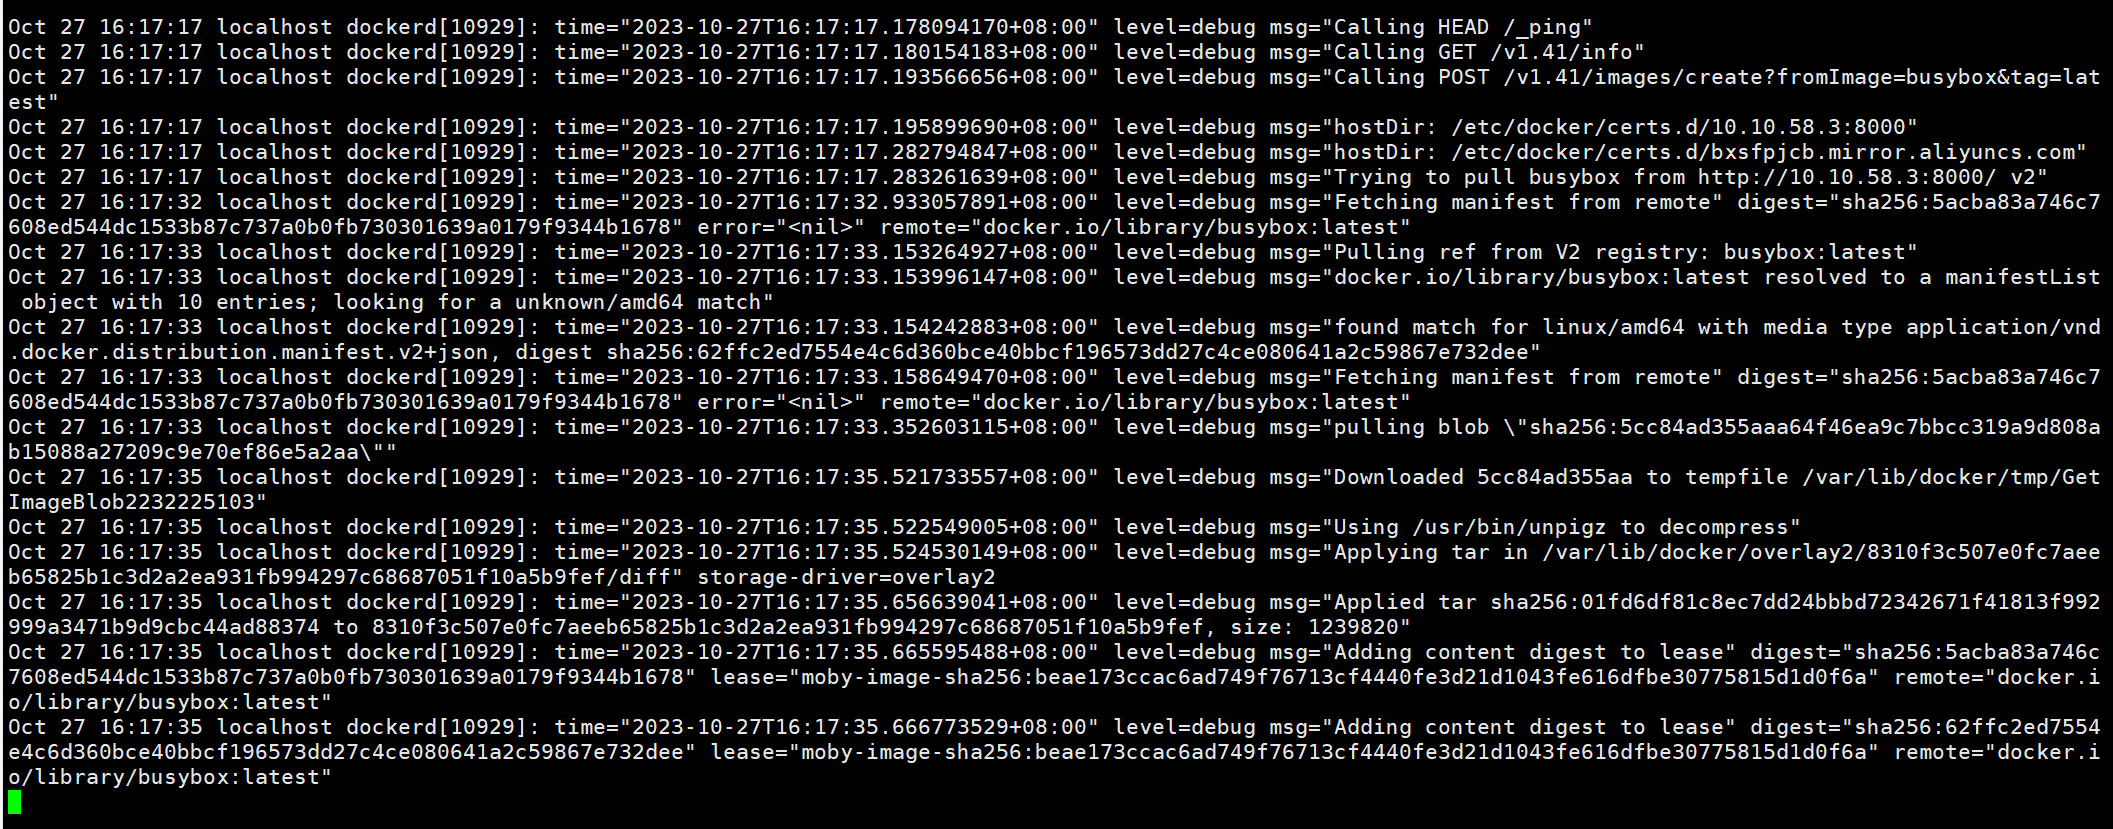 Oct 27 16:17:17 localhost dockerd[10929]: time="2023-10-27T16:17:17.178094170+08:00" level=debug msg="Calling HEAD /_ping"
Oct 27 16:17:17 localhost dockerd[10929]: time="2023-10-27T16:17:17.180154183+08:00" level=debug msg="Calling GET /v1.41/info"
Oct 27 16:17:17 localhost dockerd[10929]: time="2023-10-27T16:17:17.193566656+08:00" level=debug msg="Calling POST /v1.41/images/create?fromImage=busybox&tag=lat
est"
Oct 27 16:17:17 localhost dockerd[10929]: time="2023-10-27T16:17:17.195899690+08:00" level=debug msg="hostDir: /etc/docker/certs.d/10.10.58.3:8000"
Oct 27 16:17:17 localhost dockerd[10929]: time="2023-10-27T16:17:17.282794847+08:00" level=debug msg="hostDir: /etc/docker/certs.d/bxsfpjcb.mirror.aliyuncs.com"
Oct 27 16:17:17 localhost dockerd[10929]: time="2023-10-27T16:17:17.283261639+08:00" level=debug msg="Trying to pull busybox from http://10.10.58.3:8000/ v2"
Oct 27 16:17:32 localhost dockerd[10929]: time="2023-10-27T16:17:32.933057891+08:00" level=debug msg="Fetching manifest from remote" digest="sha256:5acba83a746c7
608ed544dc1533b87c737a0b0fb730301639a0179f9344b1678" error="<nil>" remote="docker.io/library/busybox:latest"
Oct 27 16:17:33 localhost dockerd[10929]: time="2023-10-27T16:17:33.153264927+08:00" level=debug msg="Pulling ref from V2 registry: busybox:latest"
Oct 27 16:17:33 localhost dockerd[10929]: time="2023-10-27T16:17:33.153996147+08:00" level=debug msg="docker.io/library/busybox:latest resolved to a manifestList
 object with 10 entries; looking for a unknown/amd64 match"
Oct 27 16:17:33 localhost dockerd[10929]: time="2023-10-27T16:17:33.154242883+08:00" level=debug msg="found match for linux/amd64 with media type application/vnd
.docker.distribution.manifest.v2+json, digest sha256:62ffc2ed7554e4c6d360bce40bbcf196573dd27c4ce080641a2c59867e732dee"
Oct 27 16:17:33 localhost dockerd[10929]: time="2023-10-27T16:17:33.158649470+08:00" level=debug msg="Fetching manifest from remote" digest="sha256:5acba83a746c7
608ed544dc1533b87c737a0b0fb730301639a0179f9344b1678" error="<nil>" remote="docker.io/library/busybox:latest"
Oct 27 16:17:33 localhost dockerd[10929]: time="2023-10-27T16:17:33.352603115+08:00" level=debug msg="pulling blob \"sha256:5cc84ad355aaa64f46ea9c7bbcc319a9d808a
b15088a27209c9e70ef86e5a2aa\""
Oct 27 16:17:35 localhost dockerd[10929]: time="2023-10-27T16:17:35.521733557+08:00" level=debug msg="Downloaded 5cc84ad355aa to tempfile /var/lib/docker/tmp/Get
ImageBlob2232225103"
Oct 27 16:17:35 localhost dockerd[10929]: time="2023-10-27T16:17:35.522549005+08:00" level=debug msg="Using /usr/bin/unpigz to decompress"
Oct 27 16:17:35 localhost dockerd[10929]: time="2023-10-27T16:17:35.524530149+08:00" level=debug msg="Applying tar in /var/lib/docker/overlay2/8310f3c507e0fc7aee
b65825b1c3d2a2ea931fb994297c68687051f10a5b9fef/diff" storage-driver=overlay2
Oct 27 16:17:35 localhost dockerd[10929]: time="2023-10-27T16:17:35.656639041+08:00" level=debug msg="Applied tar sha256:01fd6df81c8ec7dd24bbbd72342671f41813f992
999a3471b9d9cbc44ad88374 to 8310f3c507e0fc7aeeb65825b1c3d2a2ea931fb994297c68687051f10a5b9fef, size: 1239820"
Oct 27 16:17:35 localhost dockerd[10929]: time="2023-10-27T16:17:35.665595488+08:00" level=debug msg="Adding content digest to lease" digest="sha256:5acba83a746c
7608ed544dc1533b87c737a0b0fb730301639a0179f9344b1678" lease="moby-image-sha256:beae173ccac6ad749f76713cf4440fe3d21d1043fe616dfbe30775815d1d0f6a" remote="docker.i
o/library/busybox:latest"
Oct 27 16:17:35 localhost dockerd[10929]: time="2023-10-27T16:17:35.666773529+08:00" level=debug msg="Adding content digest to lease" digest="sha256:62ffc2ed7554
e4c6d360bce40bbcf196573dd27c4ce080641a2c59867e732dee" lease="moby-image-sha256:beae173ccac6ad749f76713cf4440fe3d21d1043fe616dfbe30775815d1d0f6a" remote="docker.i
o/library/busybox:latest"